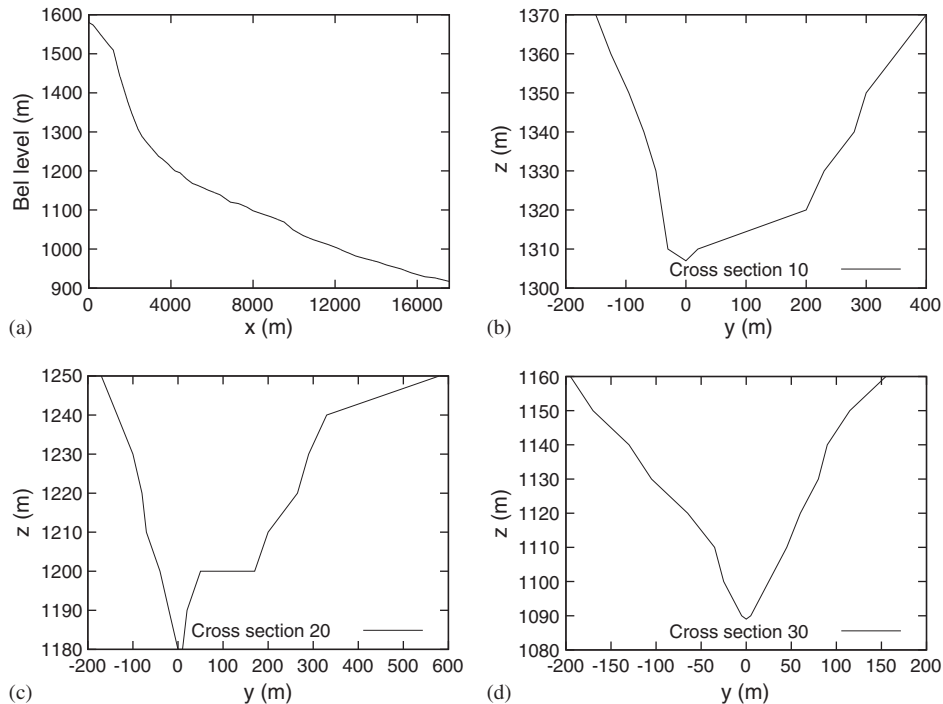 1600
1500
1400
1300
1200
1100
1000
900
Bel level (m)
0 4000 8000 12000 16000
x (m)
(a)
1370
1360
1350
1340
1330
1320
1310
1300
z (m)
Cross section 10
-200 -100 0 100 200 300 400
y (m)
(b)
1250
1240
1230
1220
1210
1200
1190
1180
z (m)
Cross section 20
-200 -100 0 100 200 300 400 500 600
y (m)
(c)
1160
1150
1140
1130
1120
1110
1100
1090
1080
z (m)
Cross section 30
-200 -150 -100 -50 0 50 100 150 200
y (m)
(d)